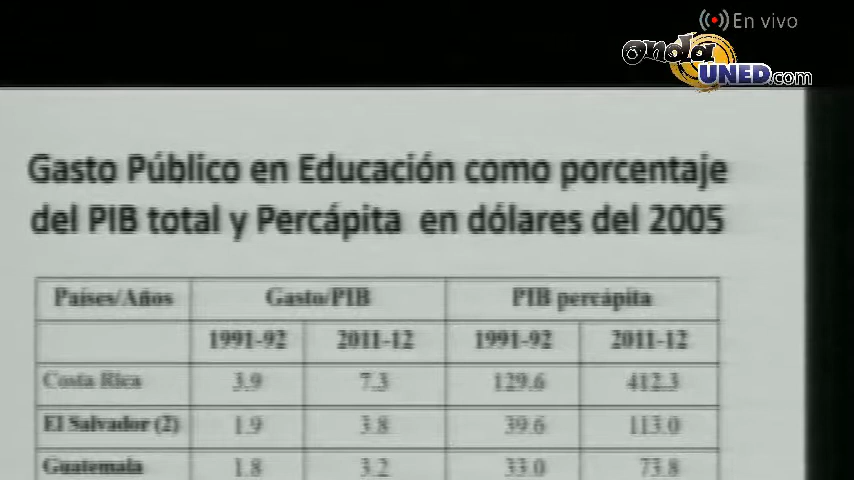 En vivo
onda
UNED.com
Gasto Público en Educación como porcentaje
del PIB total y Percápita en dólares del 2005
Países/Años Gasto/PIB PIB percápita
1991-92 2011-12 1991-92 2011-12
Costa Rica 3.9 7.3 129.6 412.3
El Salvador (2) 1.9 3.8 39.6 113.0
Guatemala 1.8 3.2 33.0 73.8